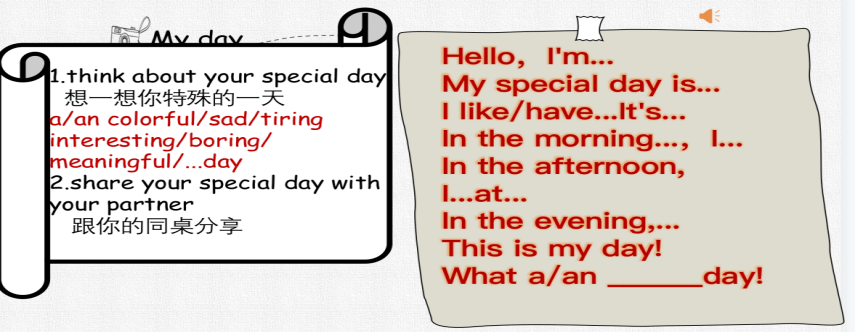 My day
1.think about your special day
想一想你特殊的一天
a/an colorful/sad/tiring
interesting/boring/
meaningful/...day
2.share your special day with
your partner
跟你的同桌分享
Hello, I'm...
My special day is...
I like/have...It's...
In the morning..., I...
In the afternoon,
I...at...
In the evening,...
This is my day!
What a/an ______day!